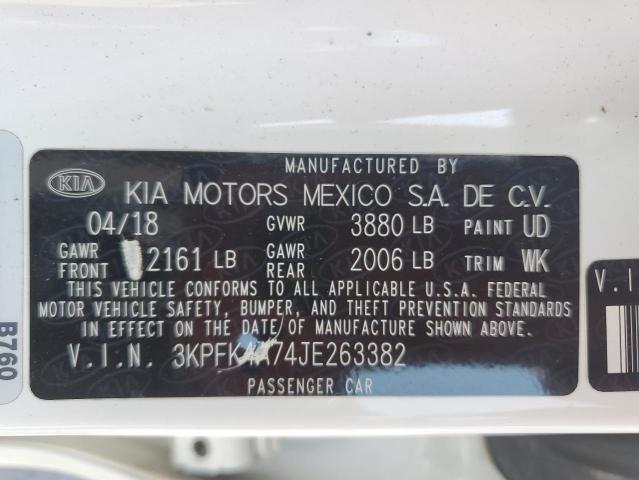 MANUFACTURED BY
KIA KIA MOTORS MEXICO S.A. DE C.V.
04/18 GVWR 3880 LB PAINT UD
GAWR FRONT 2161 LB GAWR REAR 2006 LB TRIM WK
THIS VEHICLE CONFORMS TO ALL APPLICABLE U.S.A. FEDERAL
MOTOR VEHICLE SAFETY, BUMPER, AND THEFT PREVENTION STANDARDS
IN EFFECT ON THE DATE OF MANUFACTURE SHOWN ABOVE.
V.I.N. 3KPFK4A74JE263382
PASSENGER CAR
B760
V.I